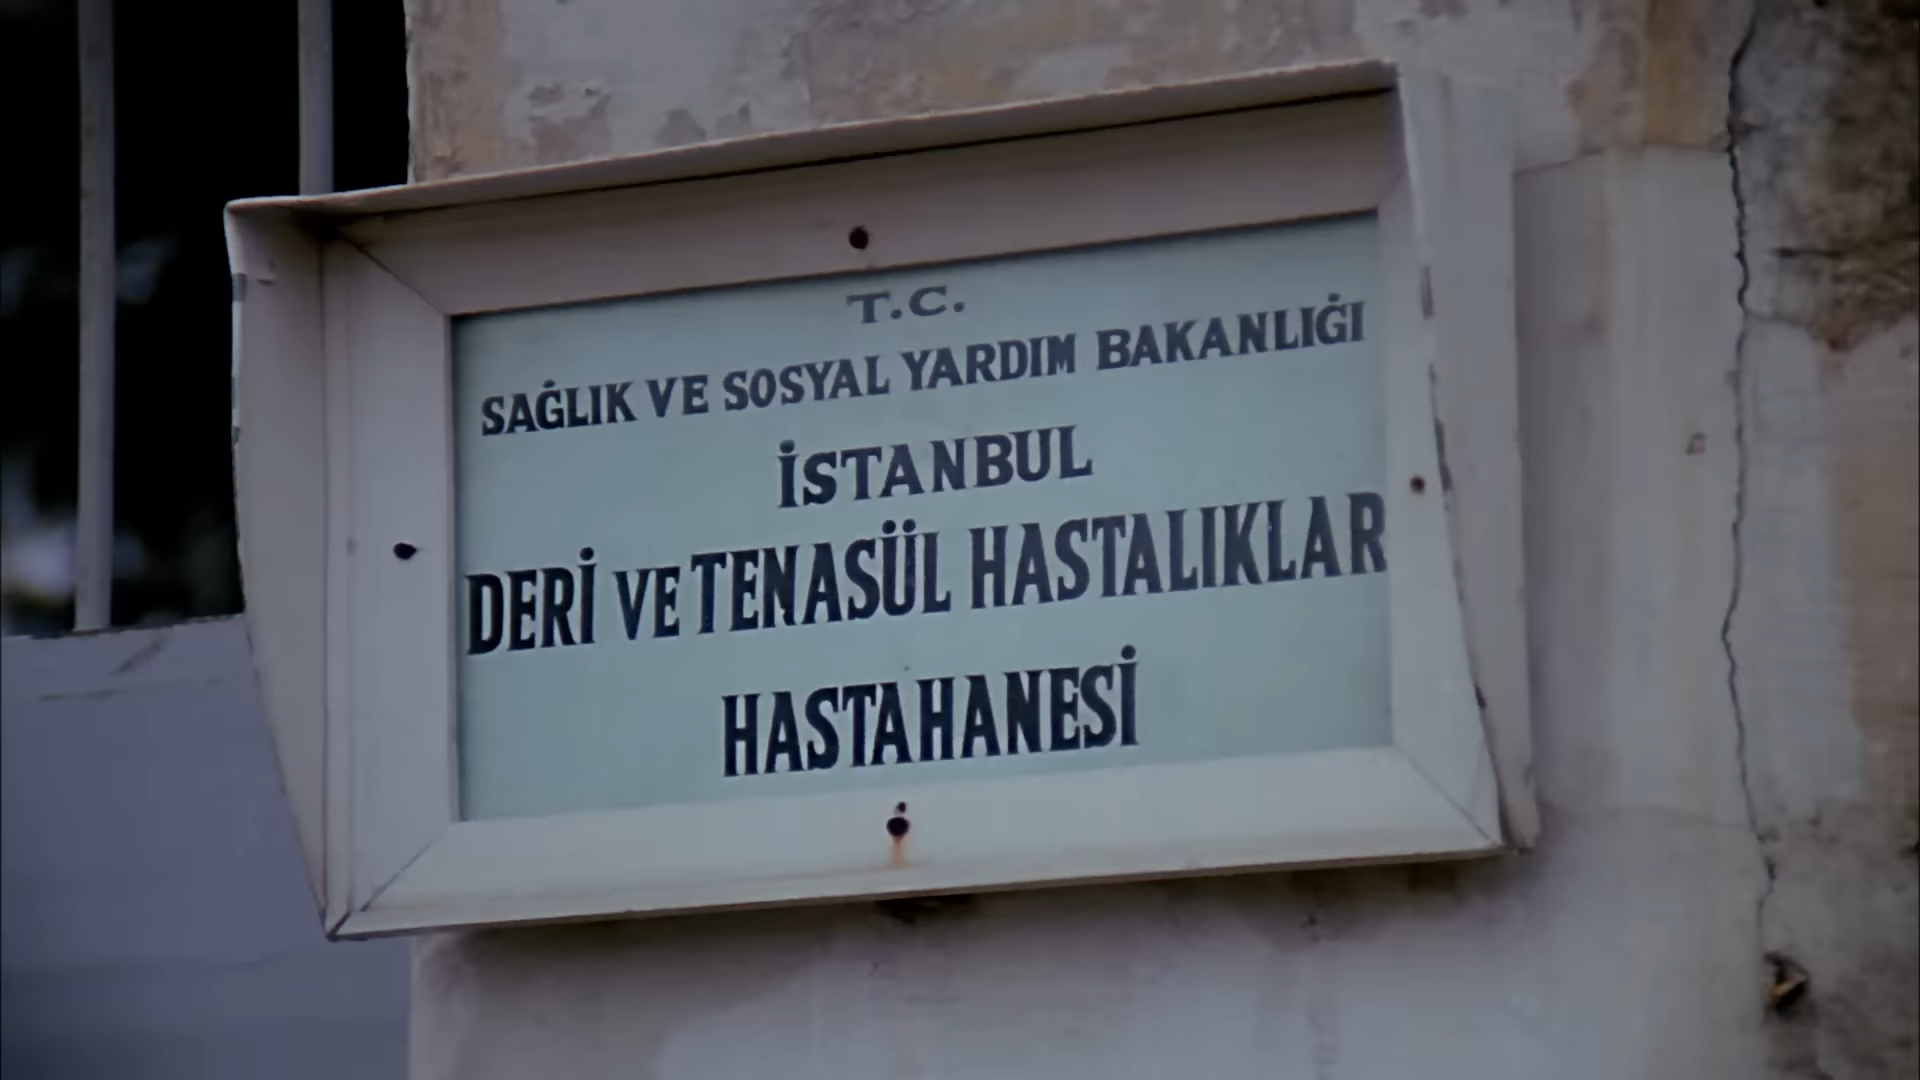 T.C.
SAĞLIK VE SOSYAL YARDIM BAKANLIĞI
İSTANBUL
DERİ VE TENASÜL HASTALIKLAR
HASTAHANESİ